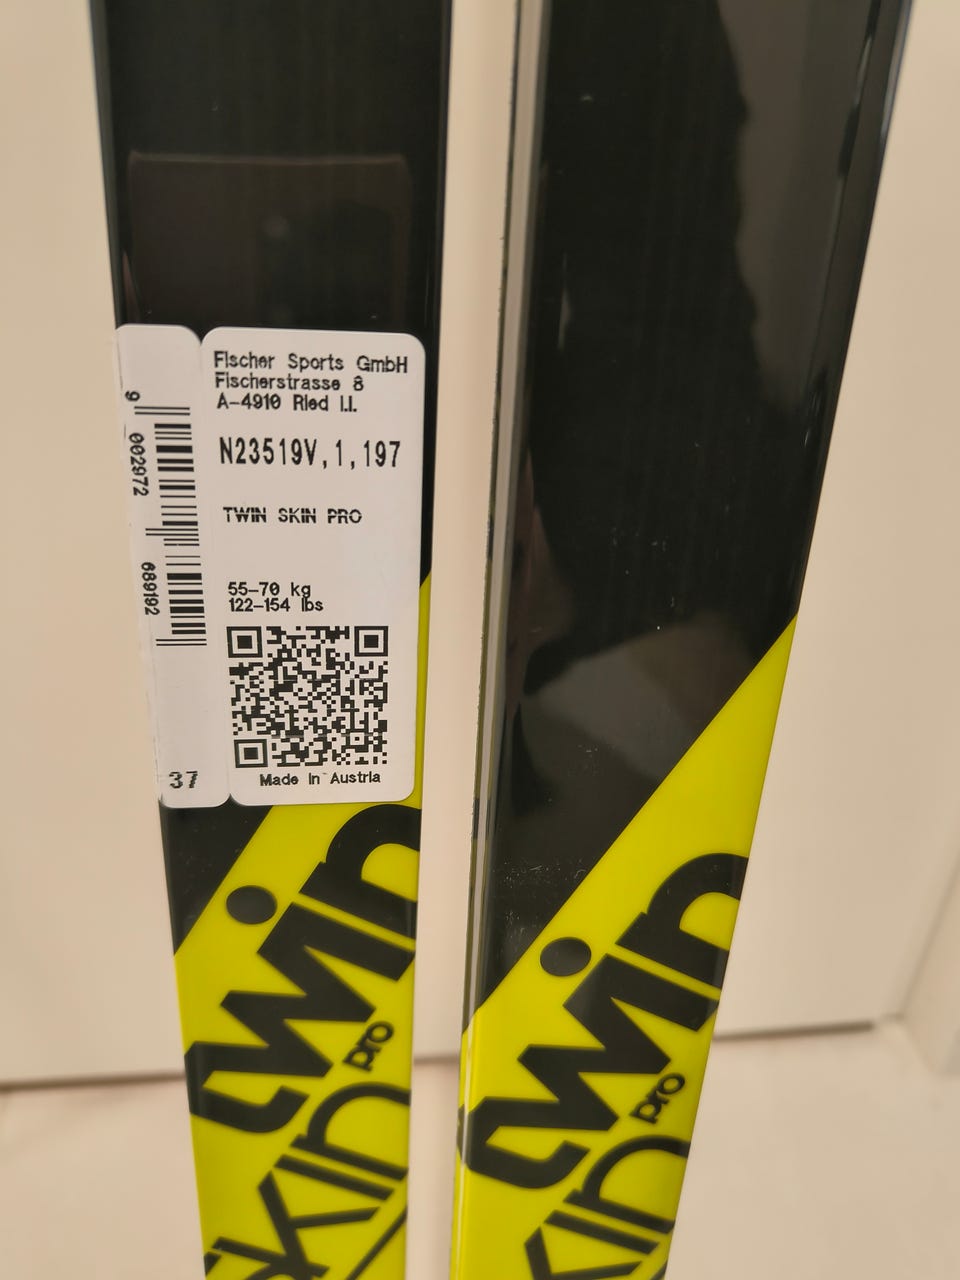 Fischer Sports GmbH
Fischerstrasse 8
A-4910 Ried I.I.
N23519V,1,197
TWIN SKIN PRO
55-70 kg
122-154 lbs
Made in Austria
9 002972 689192
37
twin
skin pro
twin
skin pro